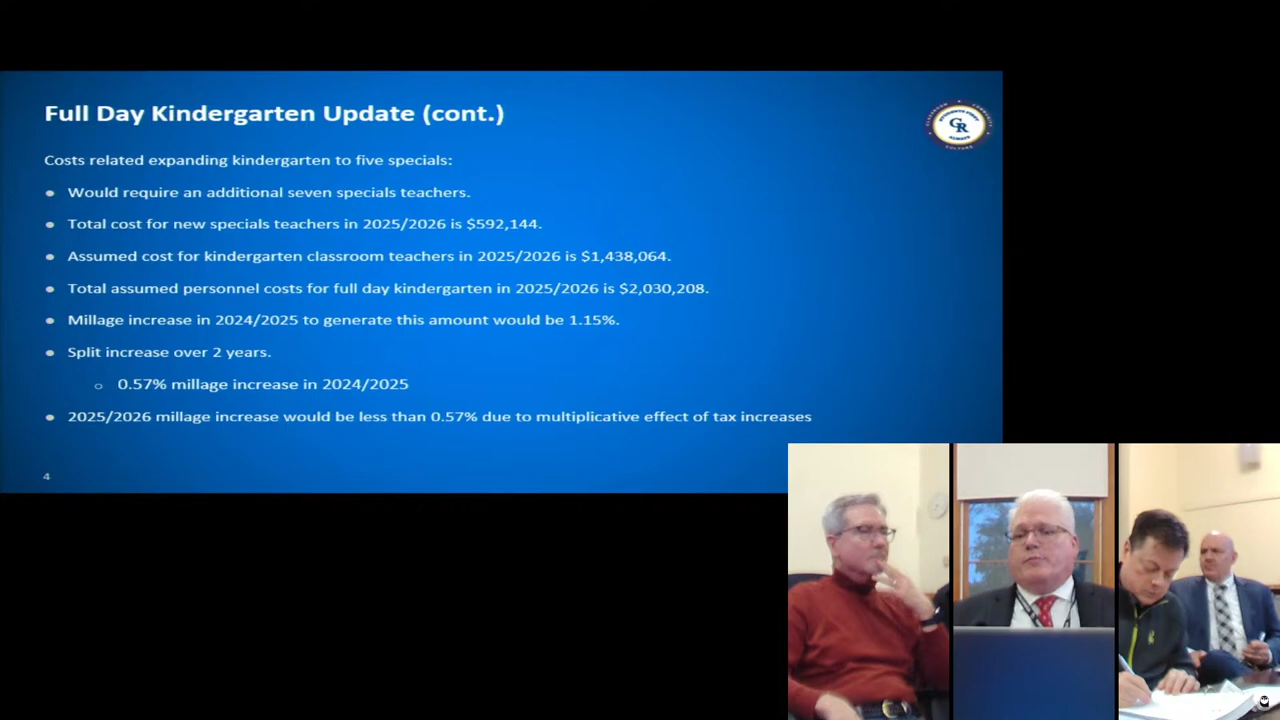 Full Day Kindergarten Update (cont.)
Costs related expanding kindergarten to five specials:
Would require an additional seven specials teachers.
Total cost for new specials teachers in 2025/2026 is $592,144.
Assumed cost for kindergarten classroom teachers in 2025/2026 is $1,438,064.
Total assumed personnel costs for full day kindergarten in 2025/2026 is $2,030,208.
Millage increase in 2024/2025 to generate this amount would be 1.15%.
Split increase over 2 years.
0.57% millage increase in 2024/2025
2025/2026 millage increase would be less than 0.57% due to multiplicative effect of tax increases
4
GR
ALWAYS
CULTURE